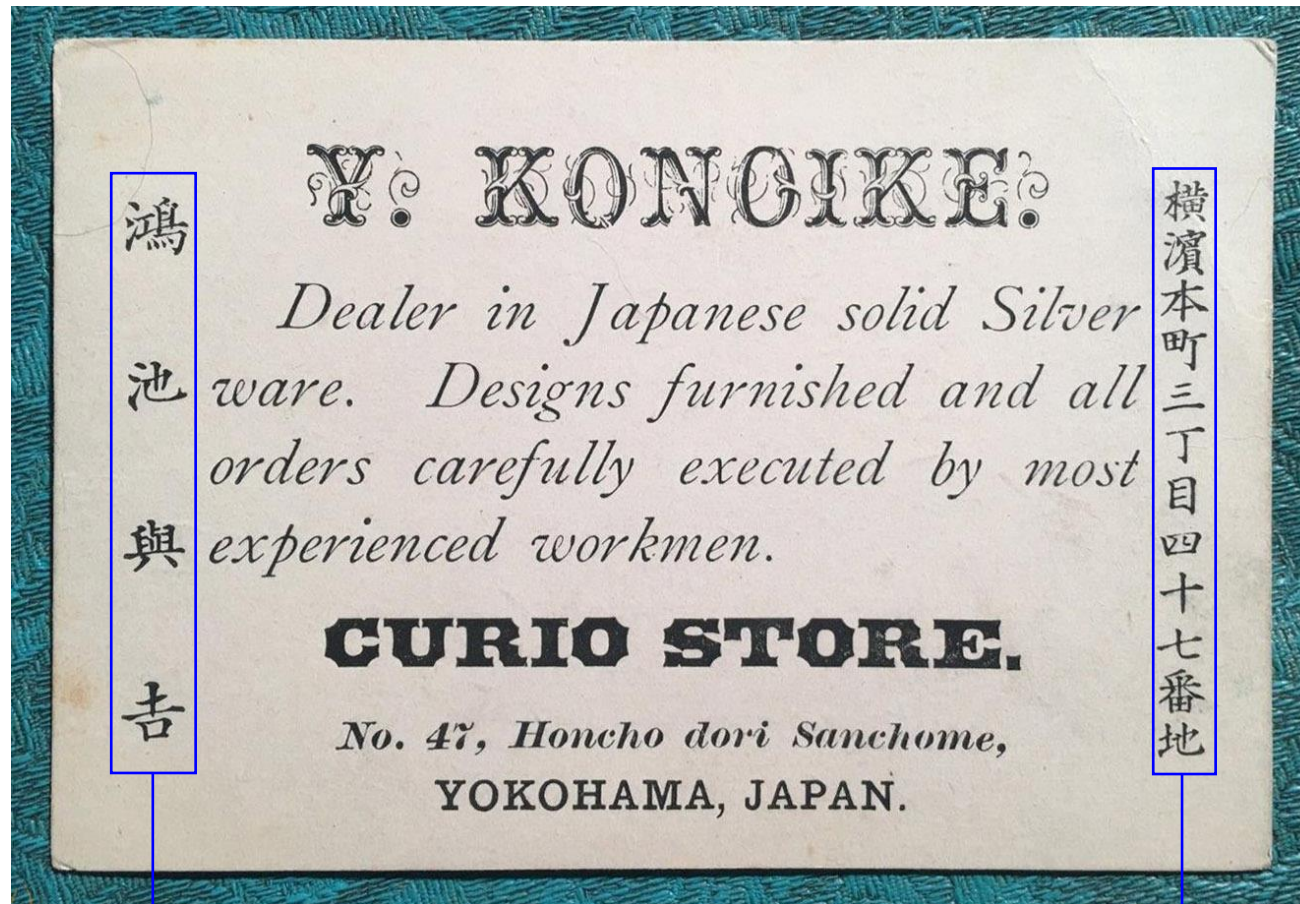 横濱本町三丁目四十七番地
Y. KONOIKE.
Dealer in Japanese solid Silver
ware. Designs furnished and all
orders carefully executed by most
experienced workmen.
CURIO STORE.
No. 47, Honcho dori Sanchome,
YOKOHAMA, JAPAN.
鴻池與𠮷